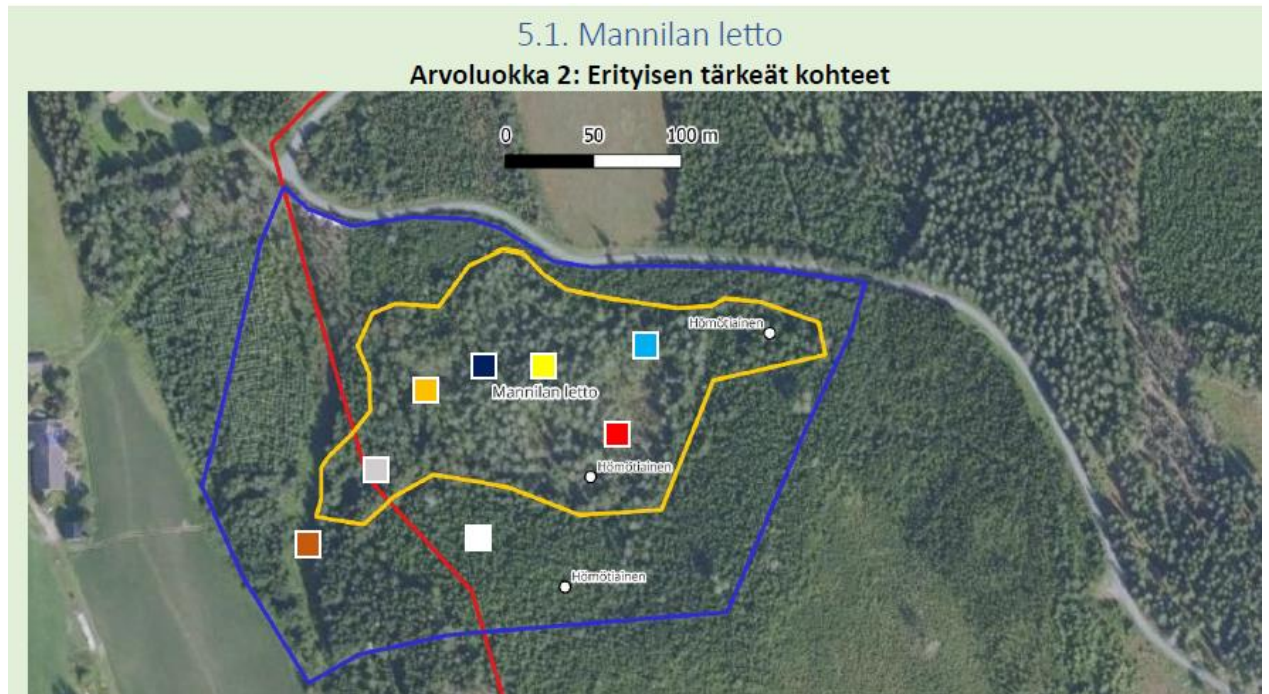 5.1. Mannilan letto
Arvoluokka 2: Erityisen tärkeät kohteet
0 50 100 m
Hömötiainen
Mannilan letto
Hömötiainen
Hömötiainen